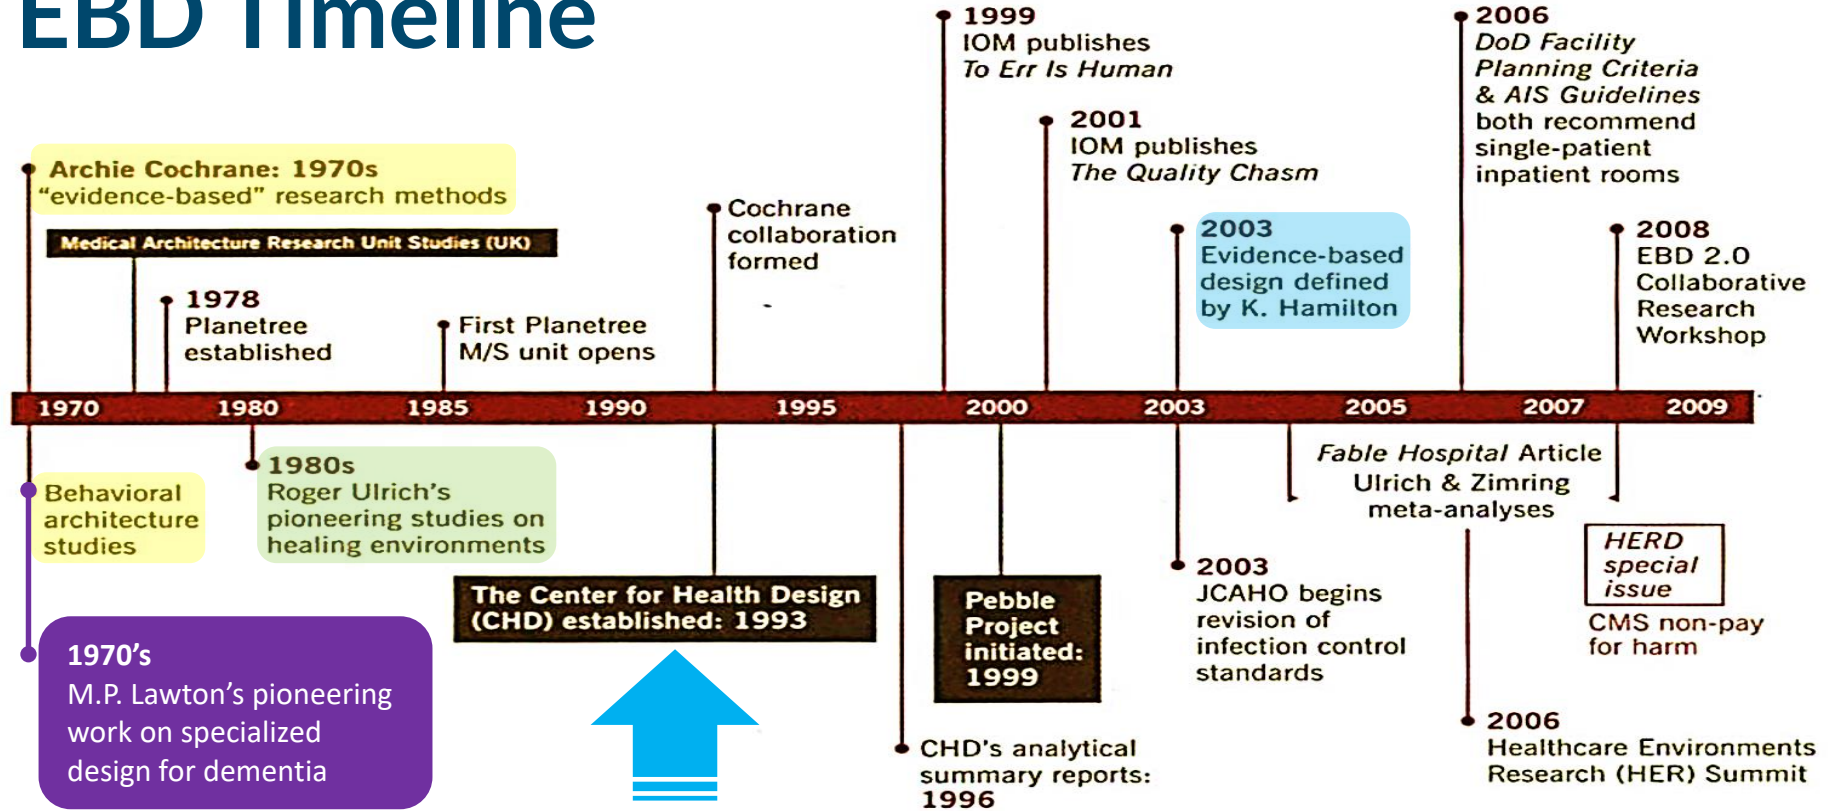 EBD Timeline
Archie Cochrane: 1970s
“evidence-based” research methods
Medical Architecture Research Unit Studies (UK)
1978
Planetree
established
First Planetree
M/S unit opens
Cochrane
collaboration
formed
1999
IOM publishes
To Err Is Human
2001
IOM publishes
The Quality Chasm
2003
Evidence-based
design defined
by K. Hamilton
2006
DoD Facility
Planning Criteria
& AIS Guidelines
both recommend
single-patient
inpatient rooms
2008
EBD 2.0
Collaborative
Research
Workshop
1970 1980 1985 1990 1995 2000 2003 2005 2007 2009
Behavioral
architecture
studies
1970’s
M.P. Lawton’s pioneering
work on specialized
design for dementia
1980s
Roger Ulrich’s
pioneering studies on
healing environments
The Center for Health Design
(CHD) established: 1993
CHD’s analytical
summary reports:
1996
Pebble
Project
initiated:
1999
2003
JCAHO begins
revision of
infection control
standards
Fable Hospital Article
Ulrich & Zimring
meta-analyses
HERD
special
issue
CMS non-pay
for harm
2006
Healthcare Environments
Research (HER) Summit